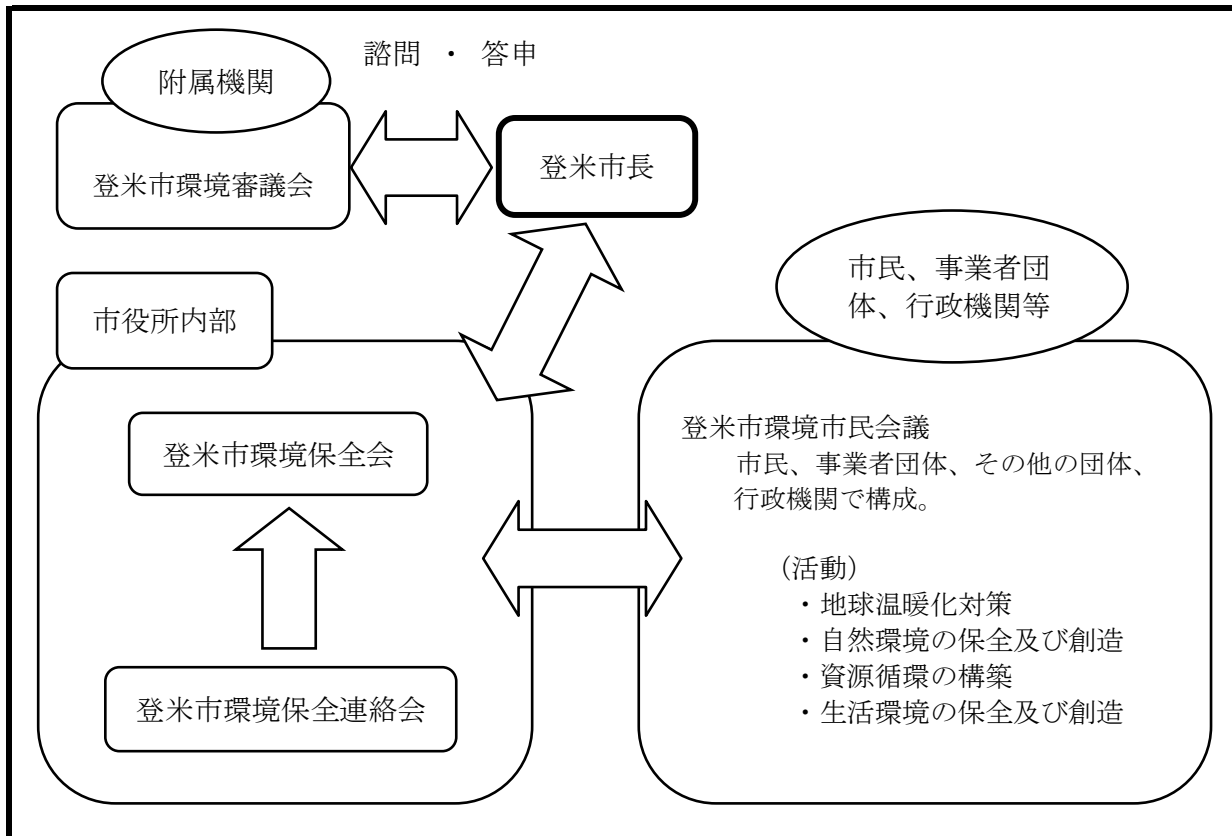 諮問 ・ 答申
附属機関
登米市環境審議会
登米市長
市民、事業者団
体、行政機関等
市役所内部
登米市環境保全会
登米市環境保全連絡会
登米市環境市民会議
市民、事業者団体、その他の団体、
行政機関で構成。
（活動）
・地球温暖化対策
・自然環境の保全及び創造
・資源循環の構築
・生活環境の保全及び創造